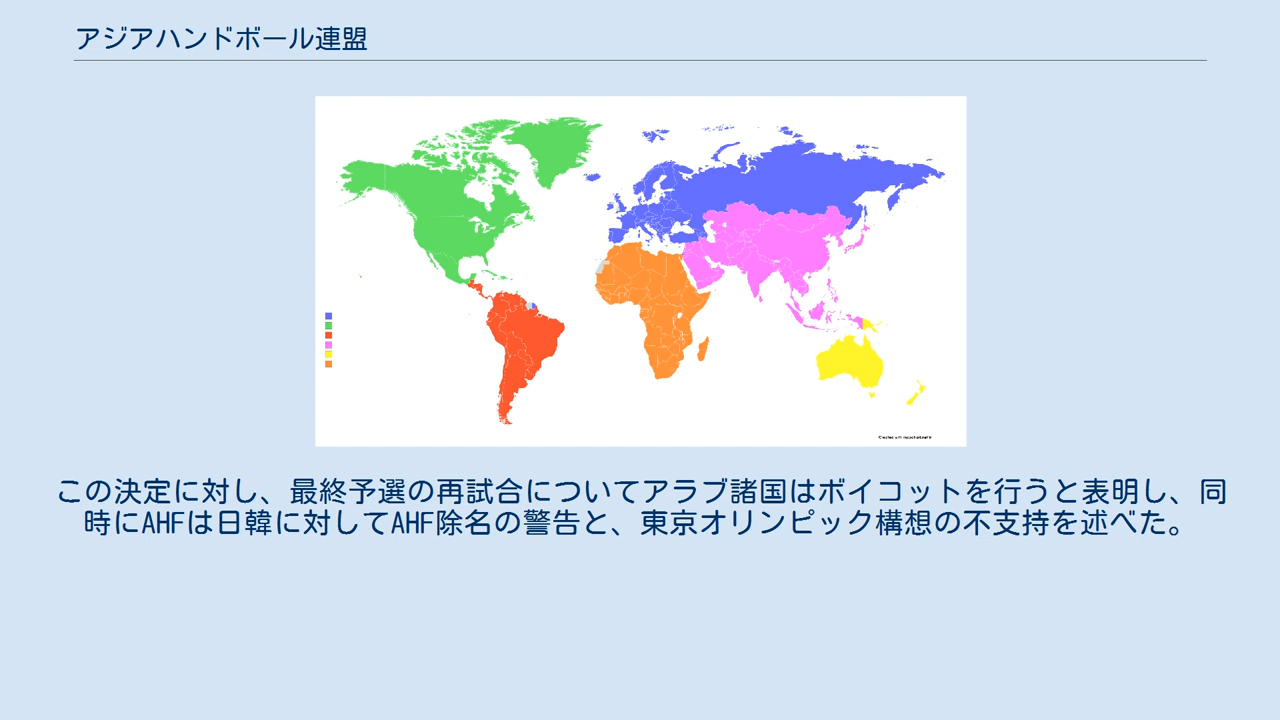 アジアハンドボール連盟
この決定に対し、最終予選の再試合についてアラブ諸国はボイコットを行うと表明し、同
時にAHFは日韓に対してAHF除名の警告と、東京オリンピック構想の不支持を述べた。